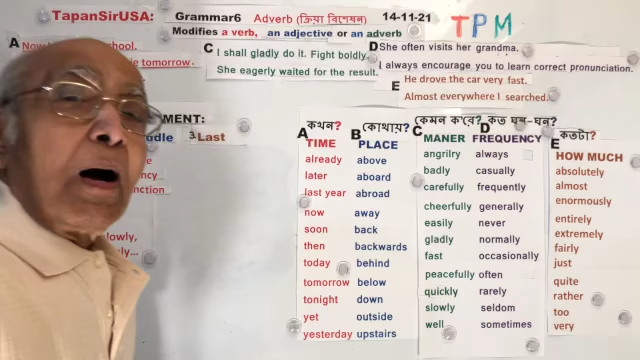 TapanSirUSA: Grammar6 Adverb (ক্রিয়া বিশেষন) 14-11-21
TPM
Modifies a verb, an adjective or an adverb
A
school.
tomorrow.
C
I shall gladly do it. Fight boldly.
She eagerly waited for the result.
D
She often visits her grandma.
I always encourage you to learn correct pronunciation.
E
He drove the car very fast.
Almost everywhere I searched.
MENT:
dle 3 Last
কখন?
A
TIME
already
later
last year
now
soon
then
today
tomorrow
tonight
yet
yesterday
কোথায়?
B
PLACE
above
aboard
abroad
away
back
backwards
behind
below
down
outside
upstairs
কেমন ক'রে? কত ঘন-ঘন?
C
MANER
angrilry
badly
carefully
cheerfully
easily
gladly
fast
peacefully
quickly
slowly
well
D
FREQUENCY
always
casually
frequently
generally
never
normally
occasionally
often
rarely
seldom
sometimes
কতটা?
E
HOW MUCH
absolutely
almost
enormously
entirely
extremely
fairly
just
quite
rather
too
very